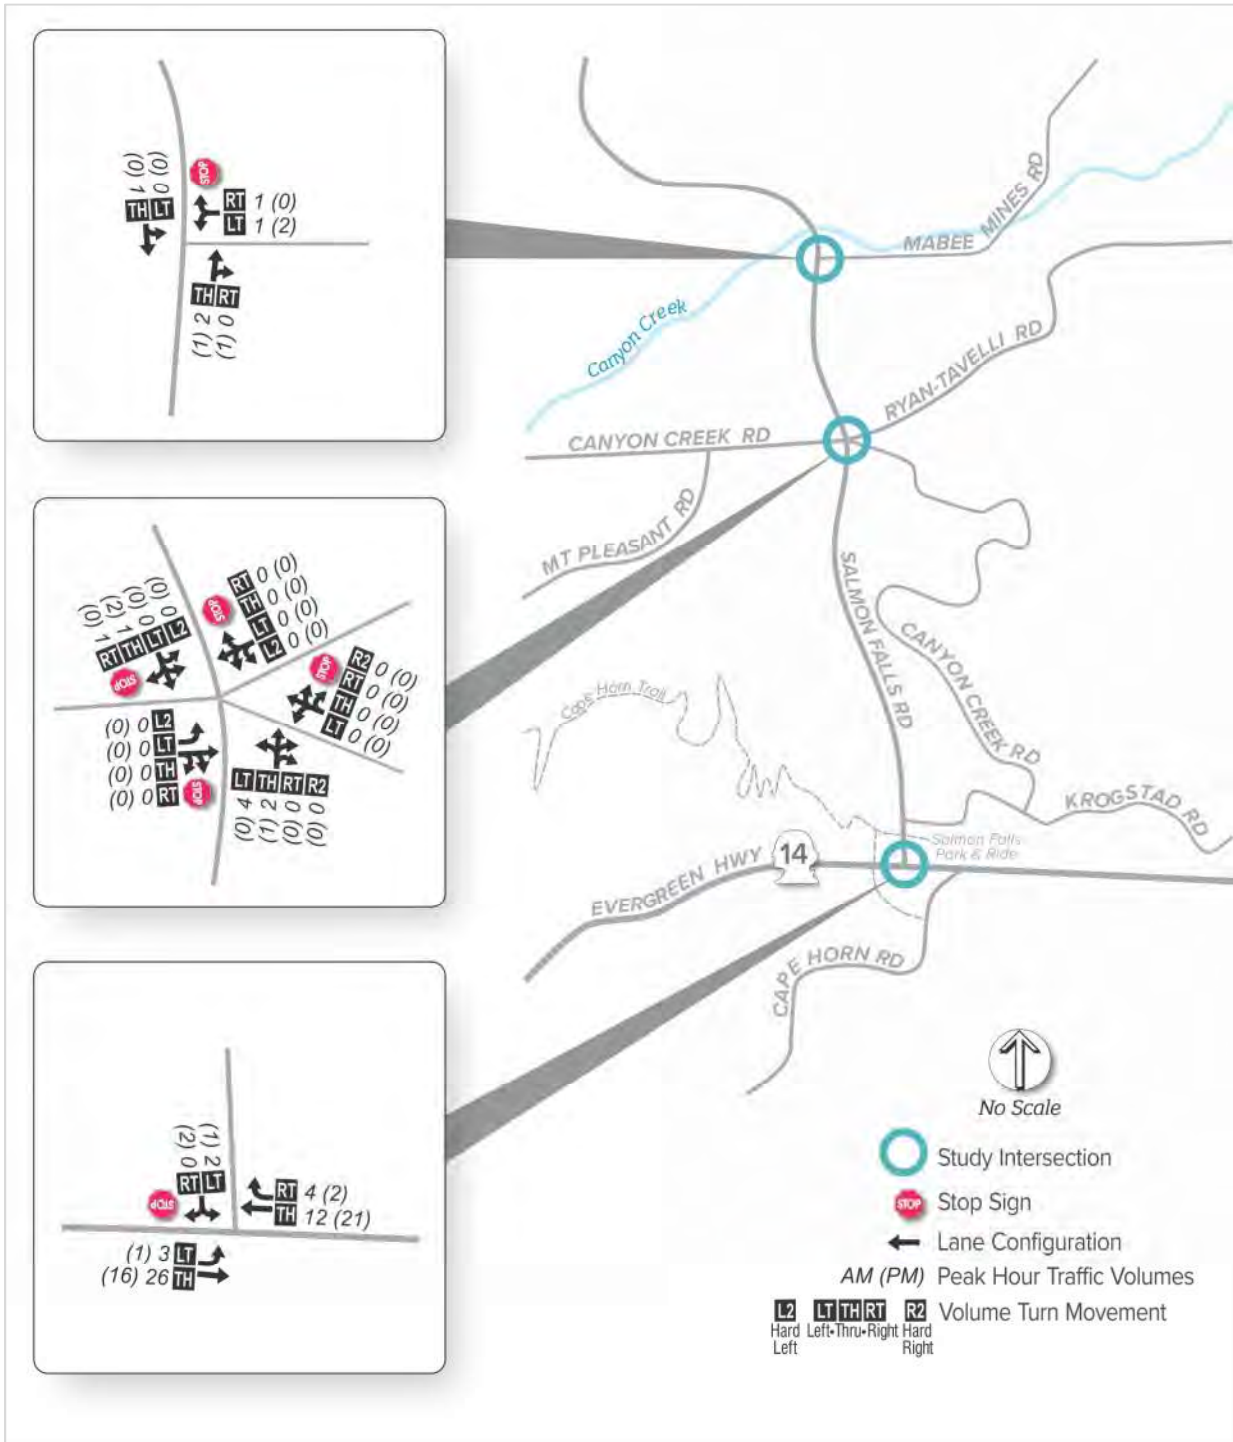 (0) 0
(0) 1
TH LT
STOP
RT 1 (0)
LT 1 (2)
TH RT
(1) 2
(1) 0
(0) 0
(0) 0
(2) 1
(0) 1
RT TH LT L2
STOP
STOP
RT 0 (0)
TH 0 (0)
LT 0 (0)
L2 0 (0)
STOP
R2 0 (0)
RT 0 (0)
TH 0 (0)
LT 0 (0)
(0) 0 L2
(0) 0 LT
(0) 0 TH
(0) 0 RT
STOP
LT TH RT R2
(0) 4
(1) 2
(0) 0
(0) 0
(1) 2
(2) 0
RT LT
STOP
RT 4 (2)
TH 12 (21)
(1) 3 LT
(16) 26 TH
MABEE MINES RD
Canyon Creek
RYAN-TAVELLI RD
CANYON CREEK RD
MT PLEASANT RD
SALMON FALLS RD
CANYON CREEK RD
Cape Horn Trail
KROGSTAD RD
Salmon Falls
Park & Ride
EVERGREEN HWY
14
CAPE HORN RD
No Scale
Study Intersection
STOP Stop Sign
Lane Configuration
AM (PM) Peak Hour Traffic Volumes
L2 LT TH RT R2 Volume Turn Movement
Hard Left•Thru•Right Hard
Left Right